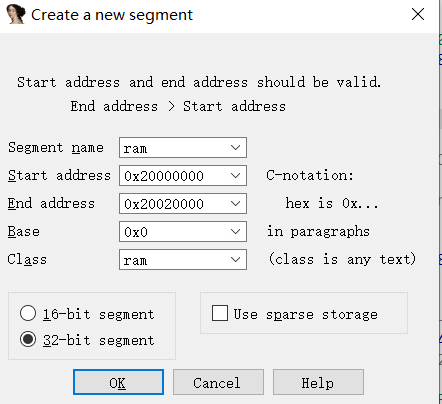 Create a new segment
Start address and end address should be valid.
End address > Start address
Segment name ram
Start address 0x20000000 C-notation:
End address 0x20020000 hex is 0x...
Base 0x0 in paragraphs
Class ram (class is any text)
16-bit segment Use sparse storage
32-bit segment
OK Cancel Help